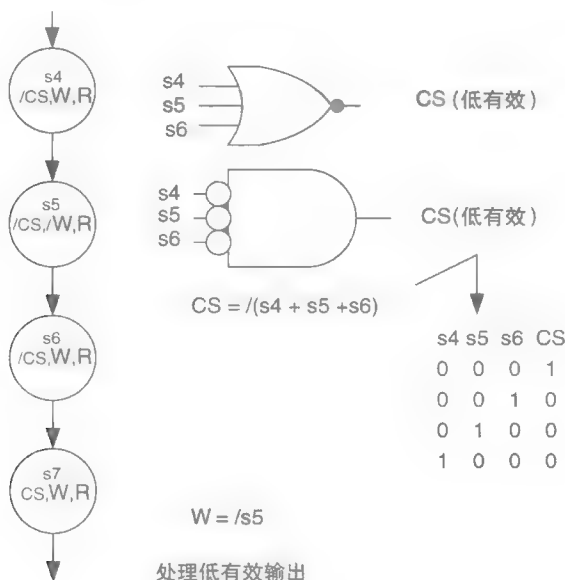 s4
/CS,W,R
s5
/CS,/W,R
s6
/CS,W,R
s7
CS,W,R
s4
s5
s6
CS (低有效)
s4
s5
s6
CS(低有效)
CS = /(s4 + s5 +s6)
s4 s5 s6 CS
0 0 0 1
0 0 1 0
0 1 0 0
1 0 0 0
W = /s5
处理低有效输出